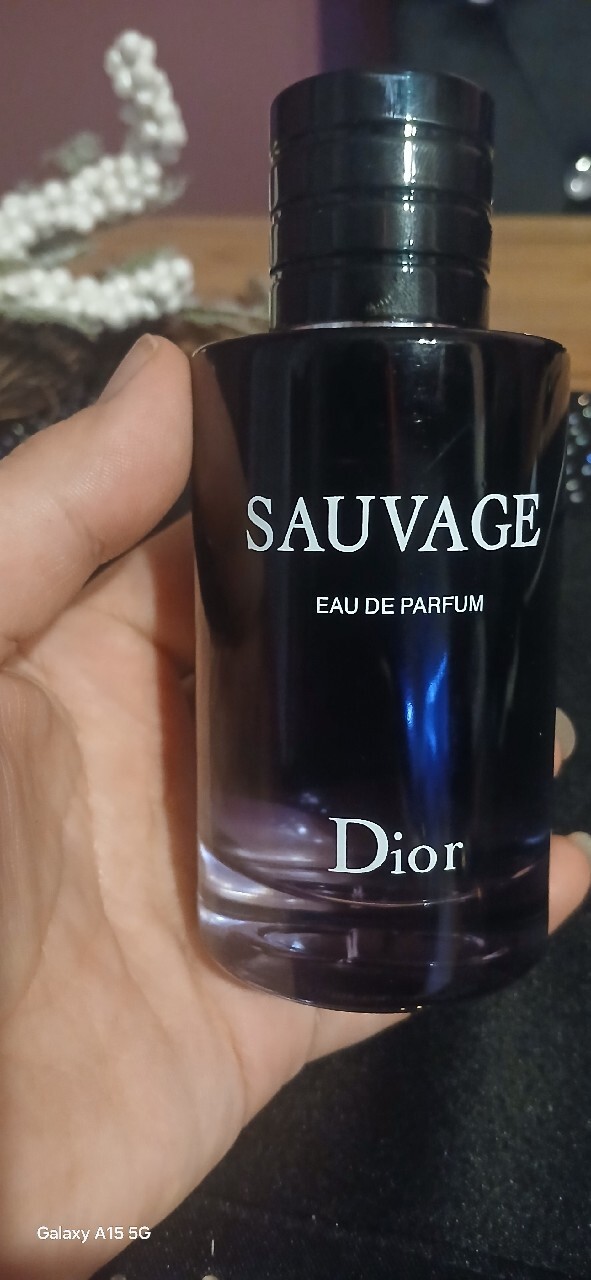 SAUVAGE
EAU DE PARFUM
Dior
Galaxy A15 5G